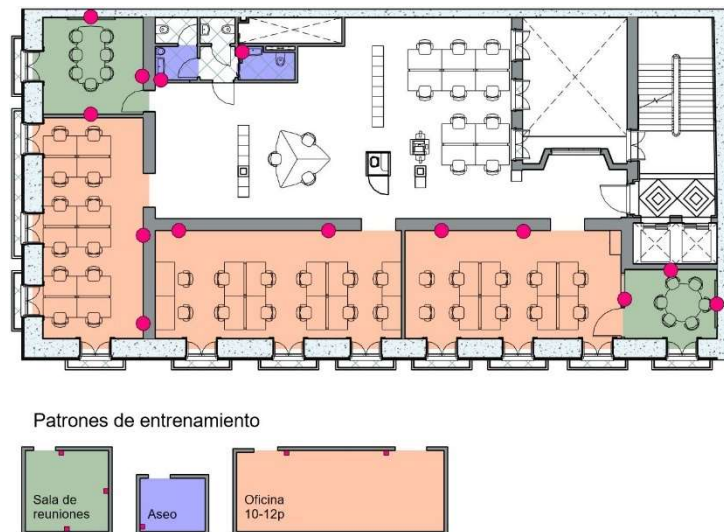 Patrones de entrenamiento
Sala de
reuniones
Aseo
Oficina
10-12p